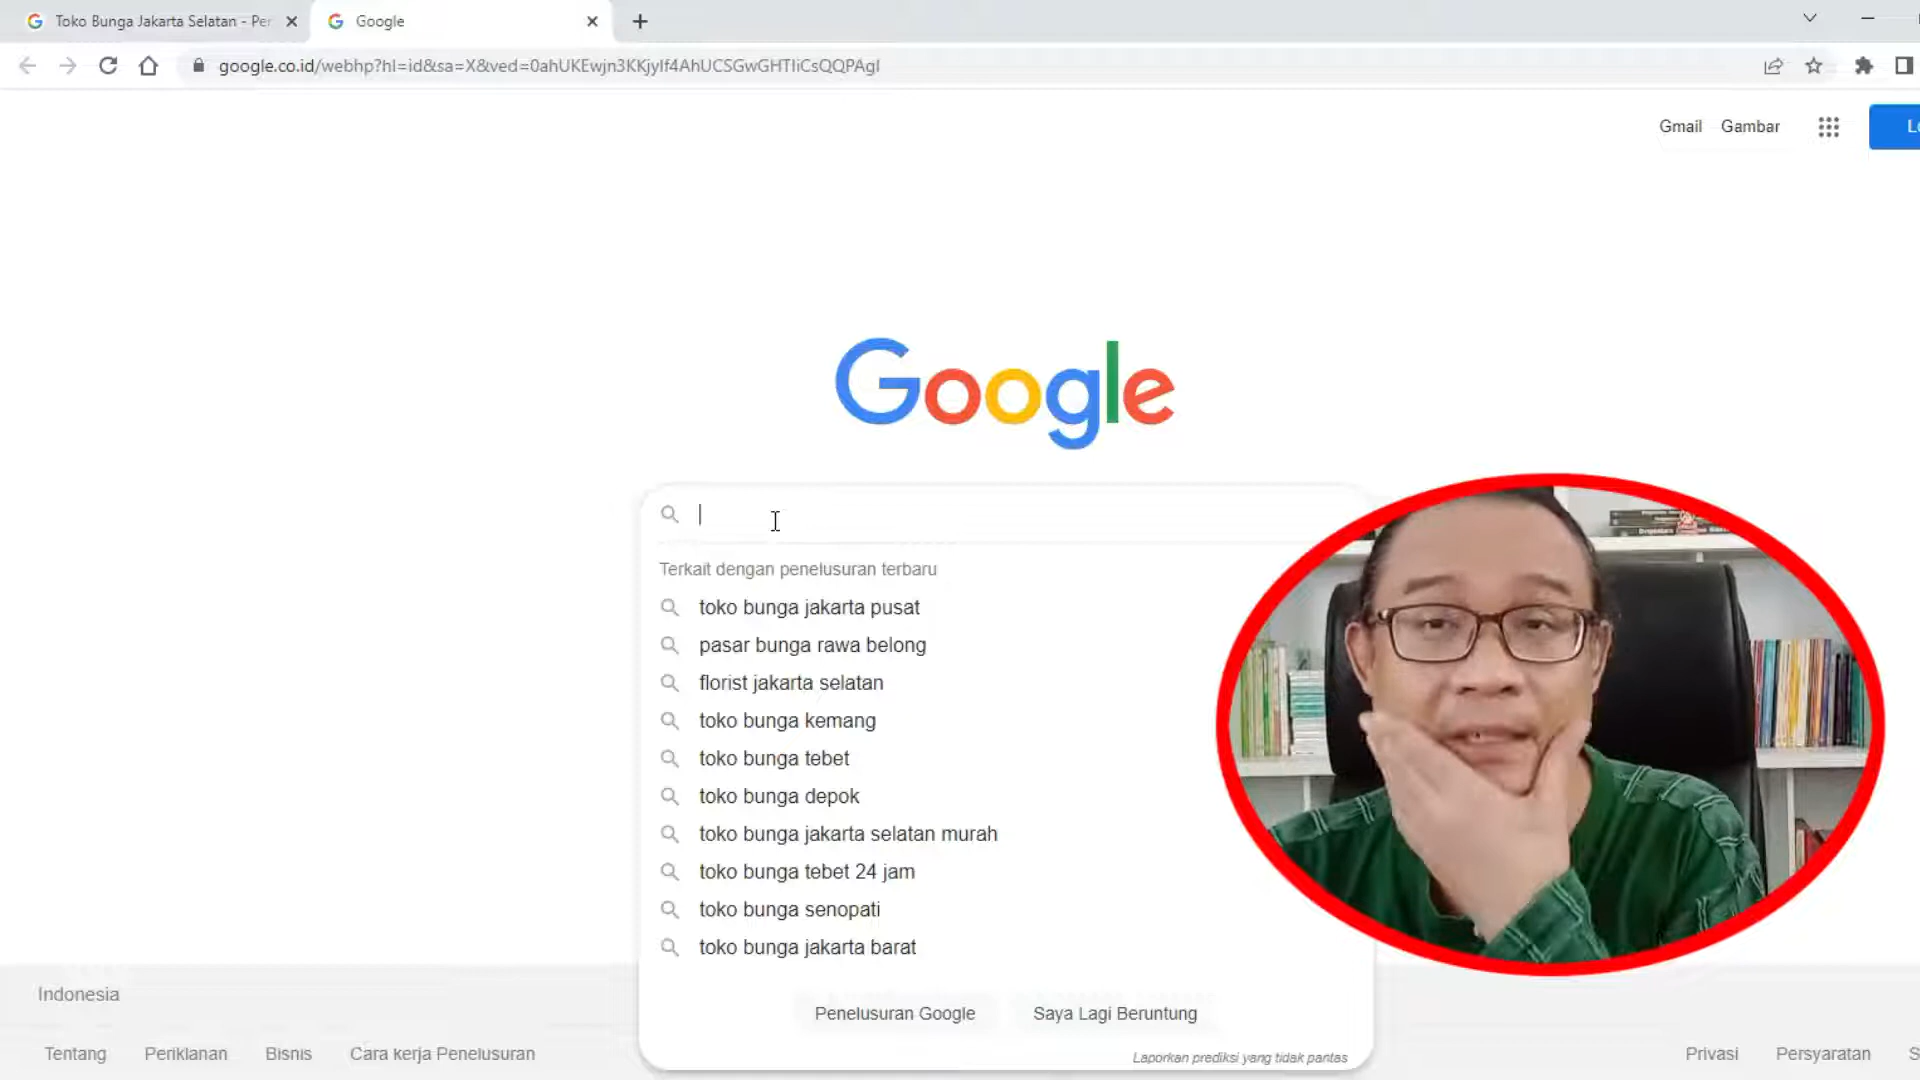 Toko Bunga Jakarta Selatan - Per
Google
google.co.id/webhp?hl=id&sa=X&ved=0ahUKEwjn3KKjyIf4AhUCSGwGHTIiCsQQPAgI
Gmail
Gambar
Google
Terkait dengan penelusuran terbaru
toko bunga jakarta pusat
pasar bunga rawa belong
florist jakarta selatan
toko bunga kemang
toko bunga tebet
toko bunga depok
toko bunga jakarta selatan murah
toko bunga tebet 24 jam
toko bunga senopati
toko bunga jakarta barat
Indonesia
Penelusuran Google
Saya Lagi Beruntung
Laporkan prediksi yang tidak pantas
Tentang
Periklanan
Bisnis
Cara kerja Penelusuran
Privasi
Persyaratan